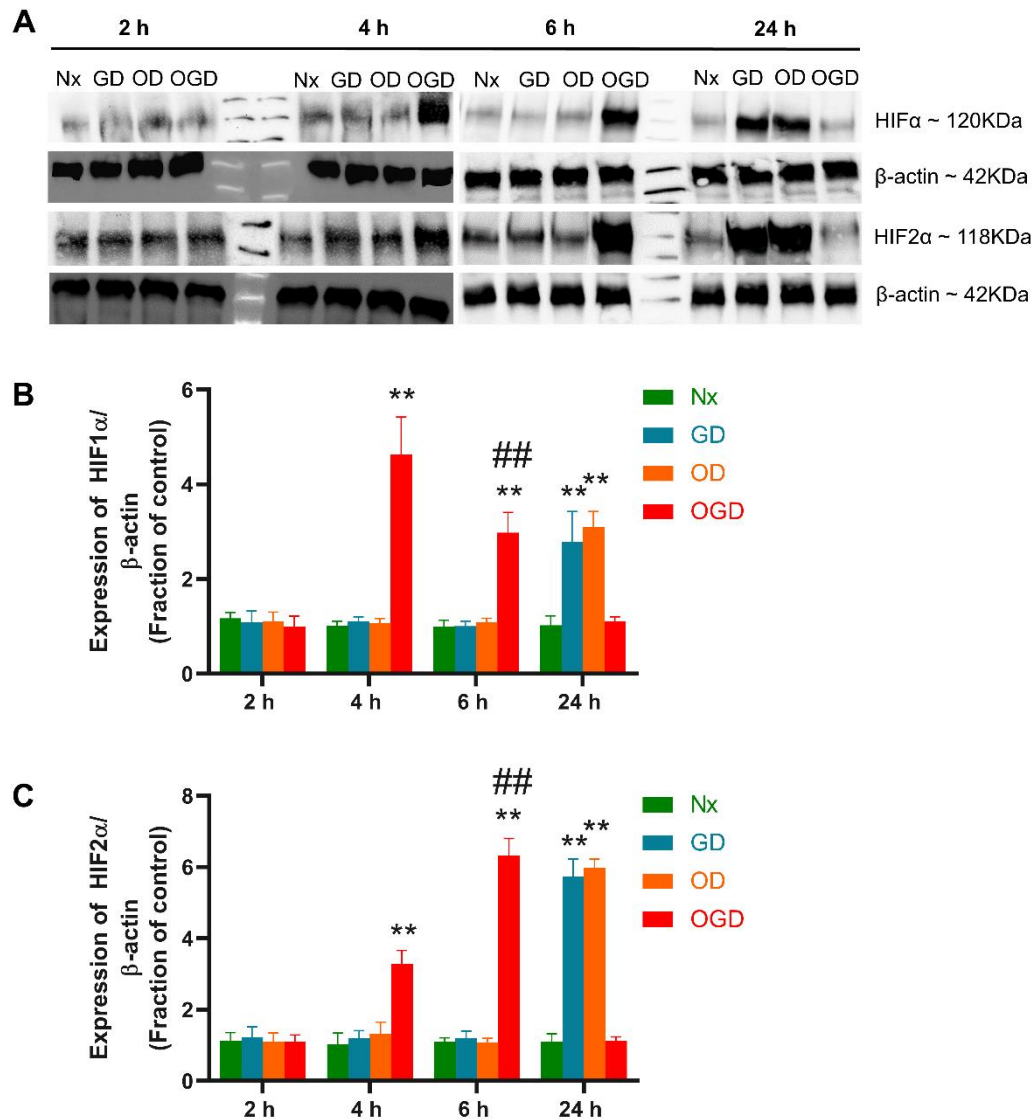 A
2 h 4 h 6 h 24 h
Nx GD OD OGD Nx GD OD OGD Nx GD OD OGD Nx GD OD OGD
HIFα ~ 120KDa
β-actin ~ 42KDa
HIF2α ~ 118KDa
β-actin ~ 42KDa
B
Expression of HIF1α/
β-actin
(Fraction of control)
6
4
2
0
**
##
**
** **
2 h 4 h 6 h 24 h
Nx
GD
OD
OGD
C
Expression of HIF2α/
β-actin
(Fraction of control)
8
6
4
2
0
**
##
**
** **
2 h 4 h 6 h 24 h
Nx
GD
OD
OGD